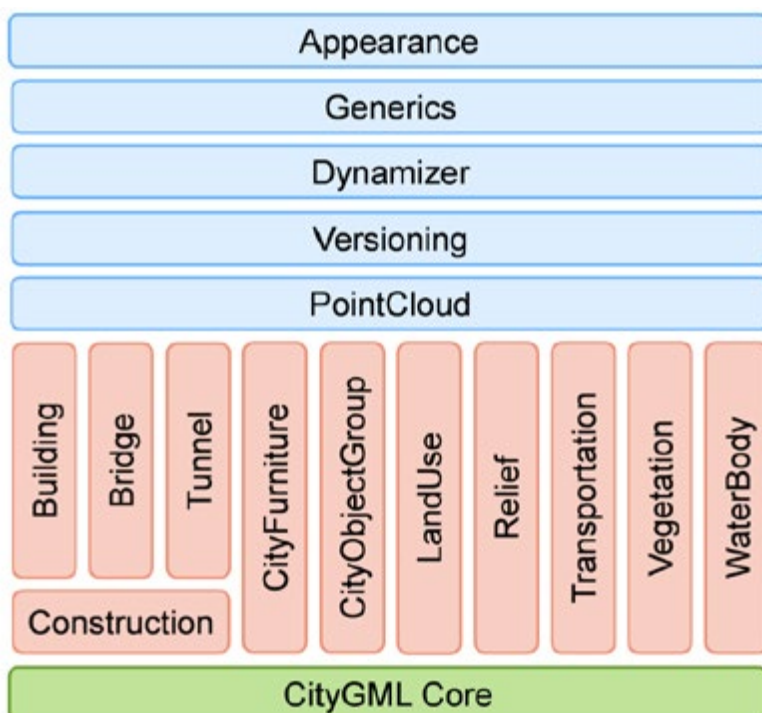 Appearance
Generics
Dynamizer
Versioning
PointCloud
Building
Bridge
Tunnel
CityFurniture
CityObjectGroup
LandUse
Relief
Transportation
Vegetation
WaterBody
Construction
CityGML Core